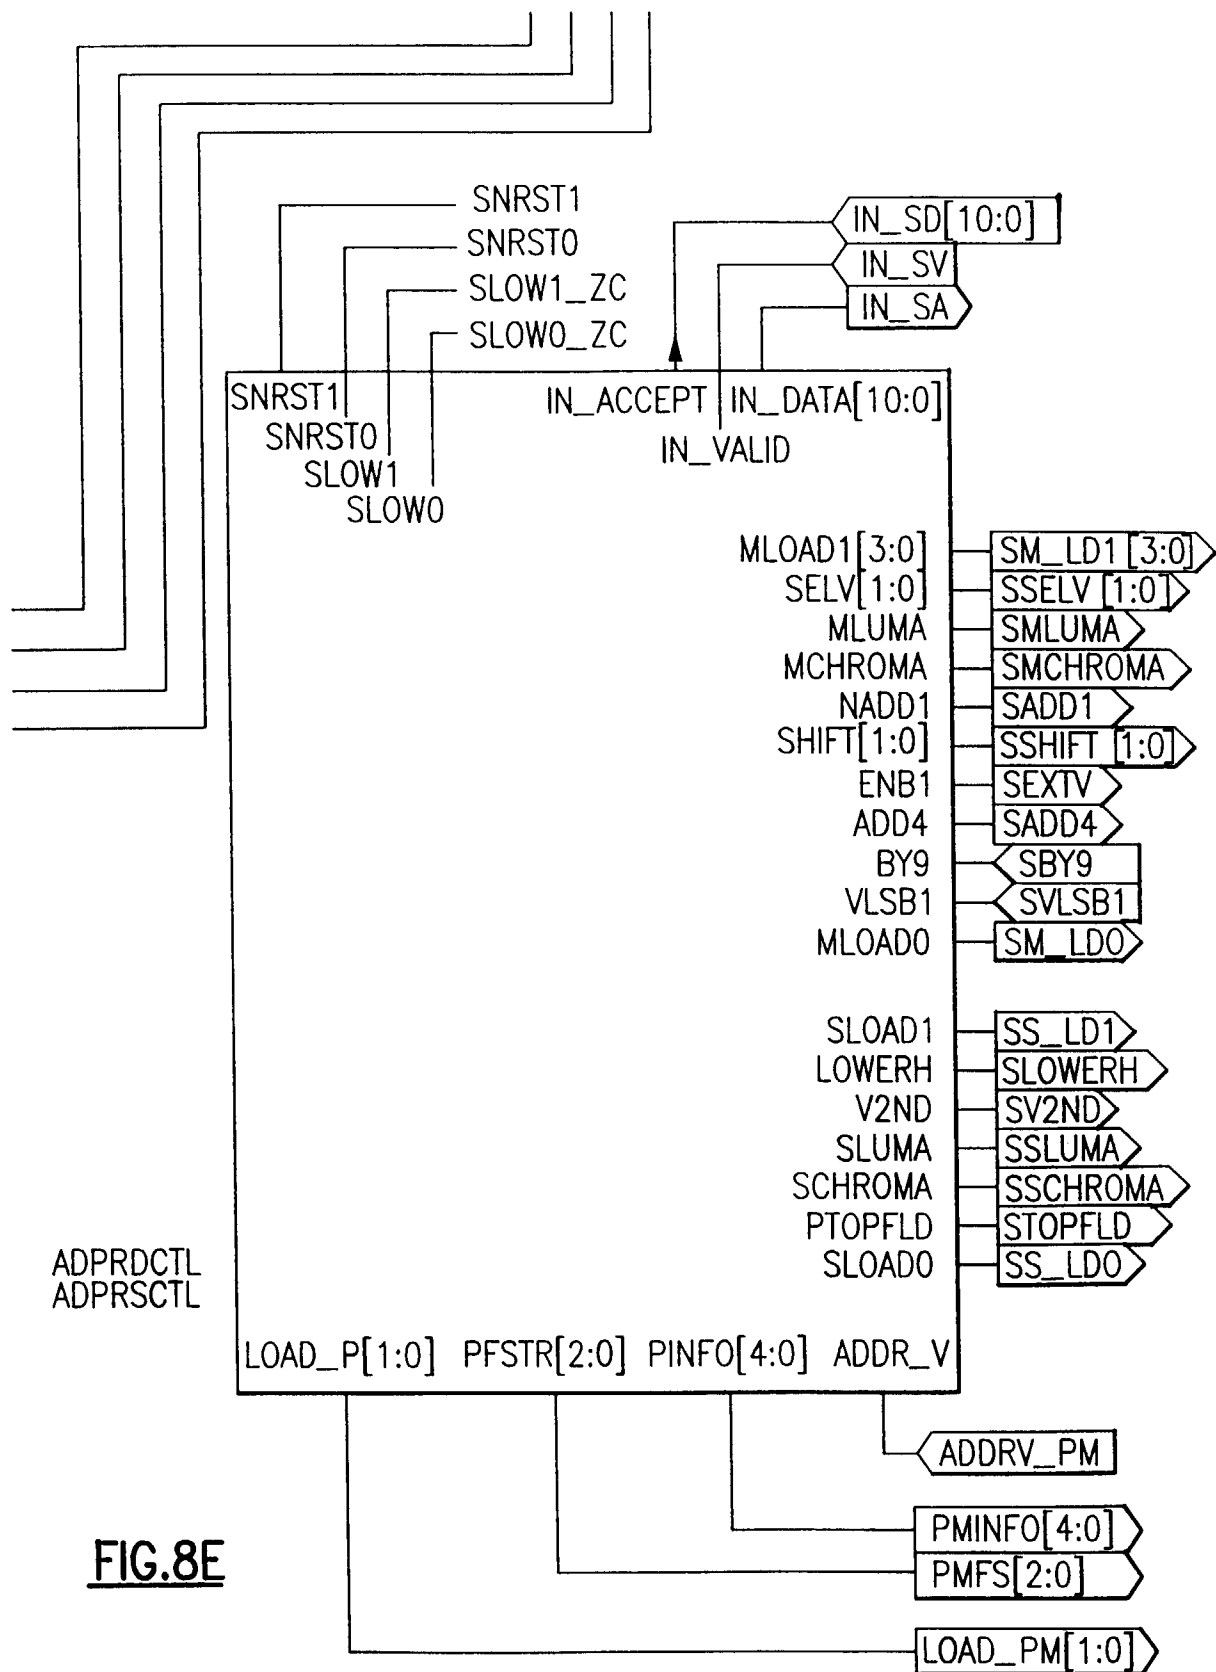 SNRST1
SNRST0
SLOW1_ZC
SLOW0_ZC
IN_SD[10:0]
IN_SV
IN_SA
SNRST1
SNRST0
SLOW1
SLOW0
IN_ACCEPT IN_DATA[10:0]
IN_VALID
MLOAD1[3:0] SM_LD1 [3:0]
SELV[1:0] SSELV [1:0]
MLUMA SMLUMA
MCHROMA SMCHROMA
NADD1 SADD1
SHIFT[1:0] SSHIFT [1:0]
ENB1 SEXTV
ADD4 SADD4
BY9 SBY9
VLSB1 SVLSB1
MLOAD0 SM_LD0
SLOAD1 SS_LD1
LOWERH SLOWERH
V2ND SV2ND
SLUMA SSLUMA
SCHROMA SSCHROMA
PTOPFLD STOPFLD
SLOAD0 SS_LD0
ADPRDCTL
ADPRSCTL
LOAD_P[1:0] PFSTR[2:0] PINFO[4:0] ADDR_V
ADDRV_PM
PMINFO[4:0]
PMFS[2:0]
LOAD_PM[1:0]
FIG.8E